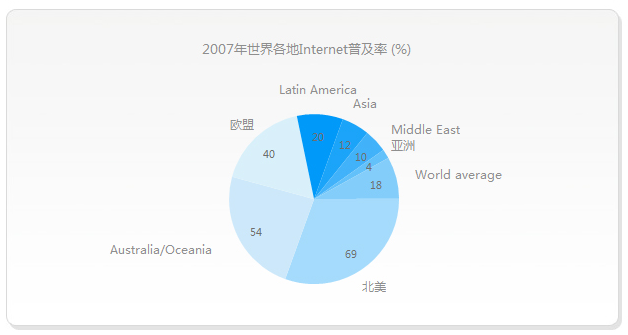 2007年世界各地Internet普及率 (%)
Latin America
Asia
欧盟
Middle East
亚洲
World average
Australia/Oceania
北美
20
12
10
4
18
40
54
69